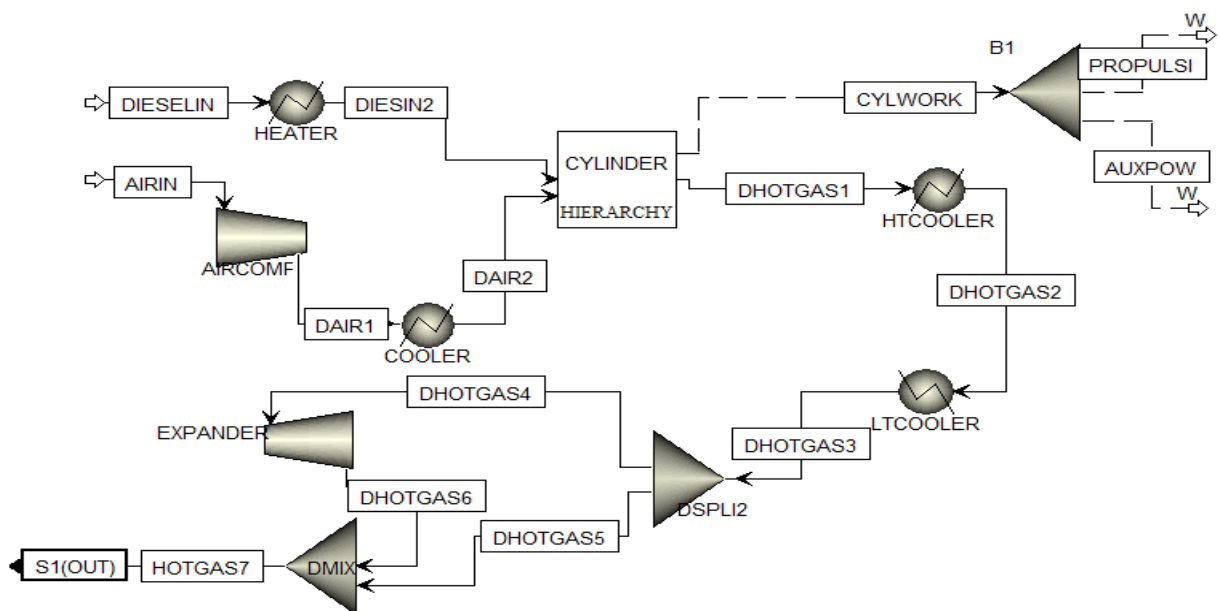 W
B1
PROPULSI
DIESELIN
DIESIN2
CYLWORK
HEATER
AUXPOW
W
CYLINDER
HIERARCHY
AIRIN
DHOTGAS1
HTCOOLER
AIRCOMF
DAIR2
DHOTGAS2
DAIR1
COOLER
DHOTGAS4
LTCOOLER
EXPANDER
DHOTGAS3
DHOTGAS6
DSPLI2
DHOTGAS5
S1(OUT)
HOTGAS7
DMIX